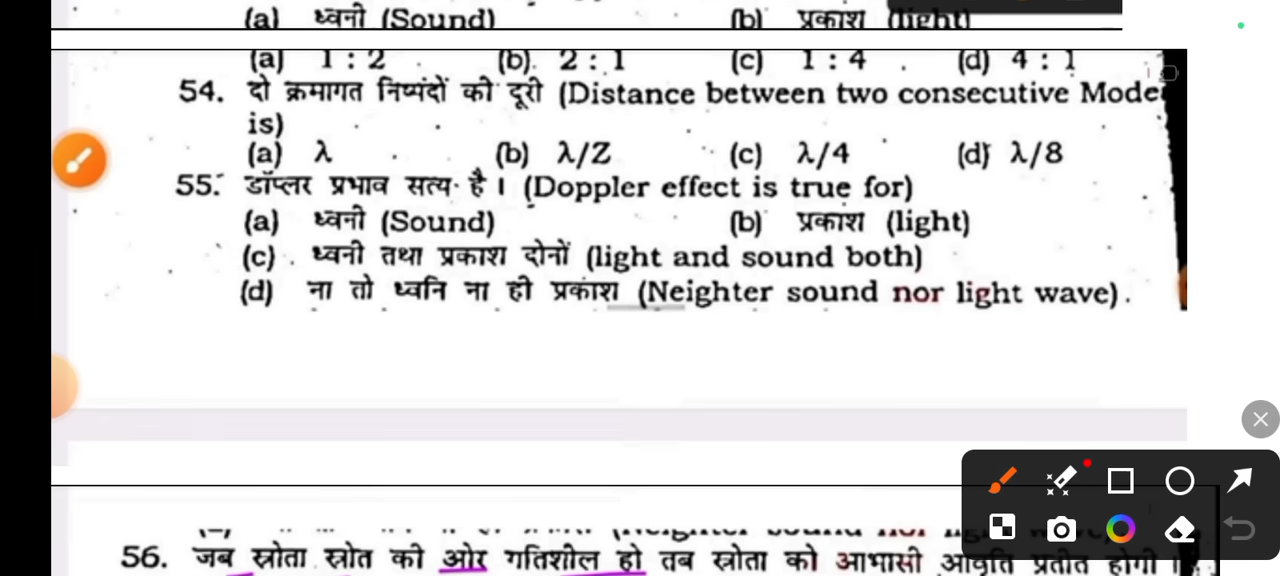 (a) ध्वनी (Sound) (b) प्रकाश (light)
(a) 1 : 2 (b). 2 : 1 (c) 1 : 4 . (d) 4 : 1
54. दो क्रमागत निष्पंदों की दूरी (Distance between two consecutive Mode
is)
(a) λ (b) λ/Z (c) λ/4 (d) λ/8
55. डॉप्लर प्रभाव सत्य है। (Doppler effect is true for)
(a) ध्वनी (Sound) (b) प्रकाश (light)
(c) . ध्वनी तथा प्रकाश दोनों (light and sound both)
(d) ना तो ध्वनि ना ही प्रकाश (Neighter sound nor light wave).
56. जब स्रोता स्रोत की ओर गतिशील हो तब स्रोता को आभासी आवृति प्रतीत होगी